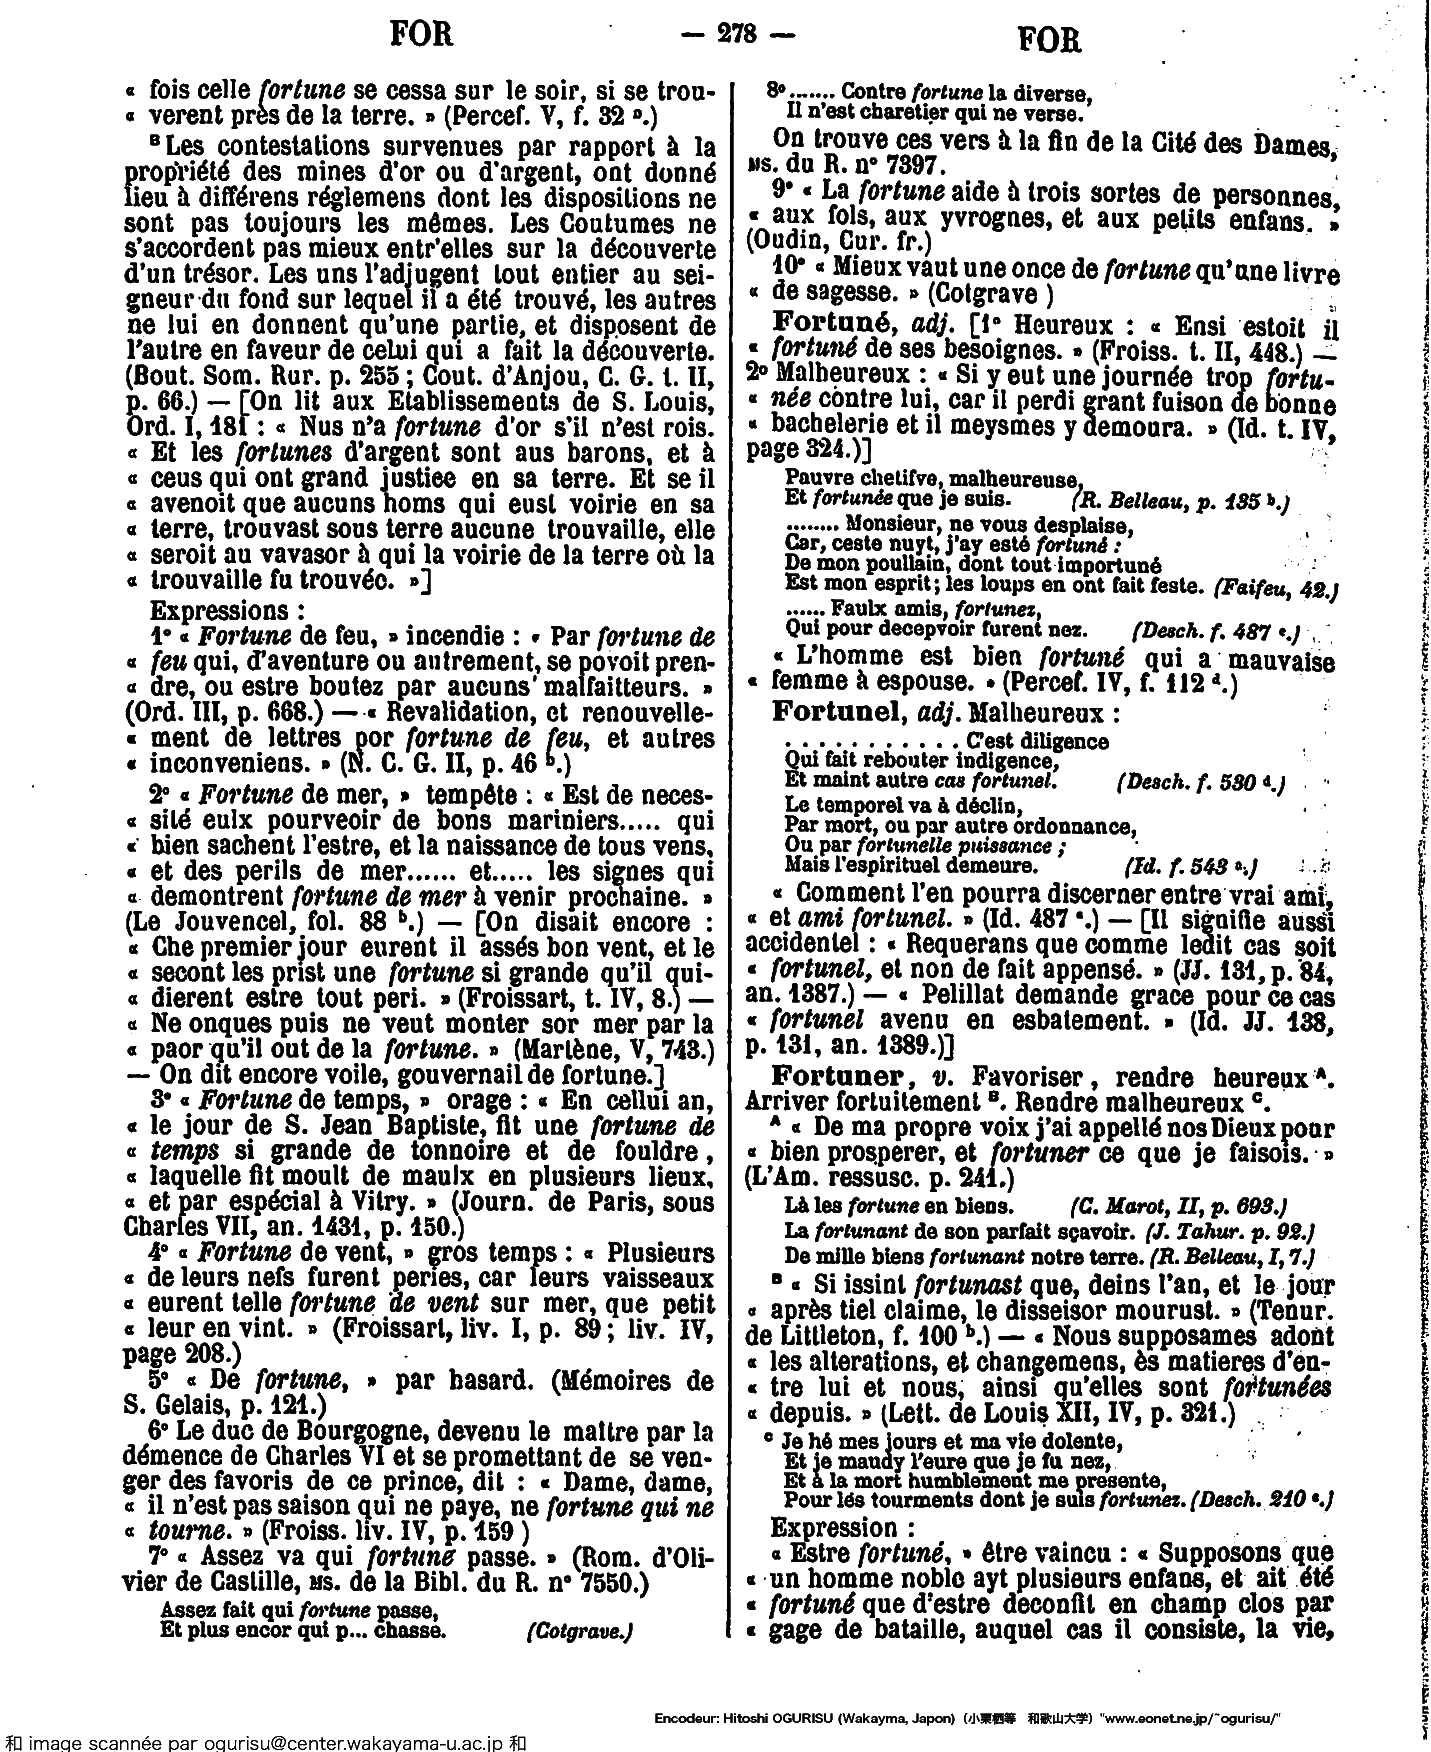 FOR — 278 — FOR
« fois celle fortune se cessa sur le soir, si se trou-
« verent près de la terre. » (Percef. V, f. 32 ᴰ.)
ᴮ Les contestations survenues par rapport à la
propriété des mines d'or ou d'argent, ont donné
lieu à différens réglemens dont les dispositions ne
sont pas toujours les mêmes. Les Coutumes ne
s'accordent pas mieux entr'elles sur la découverte
d'un trésor. Les uns l'adjugent tout entier au sei-
gneur du fond sur lequel il a été trouvé, les autres
ne lui en donnent qu'une partie, et disposent de
l'autre en faveur de celui qui a fait la découverte.
(Bout. Som. Rur. p. 255 ; Cout. d'Anjou, C. G. t. II,
p. 66.) — [On lit aux Etablissements de S. Louis,
Ord. I, 181 : « Nus n'a fortune d'or s'il n'est rois.
« Et les fortunes d'argent sont aus barons, et à
« ceus qui ont grand justiee en sa terre. Et se il
« avenoit que aucuns homs qui eust voirie en sa
« terre, trouvast sous terre aucune trouvaille, elle
« seroit au vavasor à qui la voirie de la terre où la
« trouvaille fu trouvéc. »]
Expressions :
1° « Fortune de feu, » incendie : « Par fortune de
« feu qui, d'aventure ou autrement, se povoit pren-
« dre, ou estre boutez par aucuns malfaitteurs. »
(Ord. III, p. 668.) — « Revalidation, et renouvelle-
« ment de lettres por fortune de feu, et autres
« inconveniens. » (N. C. G. II, p. 46 ᵇ.)
2° « Fortune de mer, » tempête : « Est de neces-
« sité eulx pourveoir de bons mariniers..... qui
« bien sachent l'estre, et la naissance de tous vens,
« et des perils de mer...... et..... les signes qui
« demontrent fortune de mer à venir prochaine. »
(Le Jouvencel, fol. 88 ᵇ.) — [On disait encore :
« Che premier jour eurent il assés bon vent, et le
« secont les prist une fortune si grande qu'il qui-
« dierent estre tout peri. » (Froissart, t. IV, 8.) —
« Ne onques puis ne veut monter sor mer par la
« paor qu'il out de la fortune. » (Martène, V, 743.)
— On dit encore voile, gouvernail de fortune.]
3° « Fortune de temps, » orage : « En cellui an,
« le jour de S. Jean Baptiste, fit une fortune de
« temps si grande de tonnoire et de fouldre,
« laquelle fit moult de maulx en plusieurs lieux,
« et par espécial à Vitry. » (Journ. de Paris, sous
Charles VII, an. 1431, p. 150.)
4° « Fortune de vent, » gros temps : « Plusieurs
« de leurs nefs furent peries, car leurs vaisseaux
« eurent telle fortune de vent sur mer, que petit
« leur en vint. » (Froissart, liv. I, p. 89 ; liv. IV,
page 208.)
5° « De fortune, » par hasard. (Mémoires de
S. Gelais, p. 121.)
6° Le duc de Bourgogne, devenu le maître par la
démence de Charles VI et se promettant de se ven-
ger des favoris de ce prince, dit : « Dame, dame,
« il n'est pas saison qui ne paye, ne fortune qui ne
« tourne. » (Froiss. liv. IV, p. 159 )
7° « Assez va qui fortune passe. » (Rom. d'Oli-
vier de Castille, MS. de la Bibl. du R. n° 7550.)
Assez fait qui fortune passe,
Et plus encor qui p... chasse. (Cotgrave.)
8° ....... Contre fortune la diverse,
Il n'est charetier qui ne verse.
On trouve ces vers à la fin de la Cité des Dames,
MS. du R. n° 7397.
9° « La fortune aide à trois sortes de personnes,
« aux fols, aux yvrognes, et aux petits enfans. »
(Oudin, Cur. fr.)
10° « Mieux vaut une once de fortune qu'une livre
« de sagesse. » (Cotgrave )
Fortuné, adj. [1° Heureux : « Ensi estoit il
« fortuné de ses besoignes. » (Froiss. t. II, 448.) —
2° Malheureux : « Si y eut une journée trop fortu-
« née contre lui, car il perdi grant fuison de bonne
« bachelerie et il meysmes y demoura. » (Id. t. IV,
page 324.)]
Pauvre chetifve, malheureuse,
Et fortunée que je suis. (R. Belleau, p. 135 ᵇ.)
........ Monsieur, ne vous desplaise,
Car, ceste nuyt, j'ay esté fortuné :
De mon poullain, dont tout importuné
Est mon esprit; les loups en ont fait feste. (Faifeu, 42.)
...... Faulx amis, fortunez,
Qui pour decepvoir furent nez. (Desch. f. 487 ᶜ.)
« L'homme est bien fortuné qui a mauvaise
« femme à espouse. » (Percef. IV, f. 112 ᵈ.)
Fortunel, adj. Malheureux :
. . . . . . . . . . . . C'est diligence
Qui fait rebouter indigence,
Et maint autre cas fortunel. (Desch. f. 530 ᵈ.)
Le temporel va à déclin,
Par mort, ou par autre ordonnance,
Ou par fortunelle puissance ;
Mais l'espirituel demeure. (Id. f. 543 ᵃ.)
« Comment l'en pourra discerner entre vrai ami,
« et ami fortunel. » (Id. 487 ᵃ.) — [Il signifie aussi
accidentel : « Requerans que comme ledit cas soit
« fortunel, et non de fait appensé. » (JJ. 131, p. 84,
an. 1387.) — « Pelillat demande grace pour ce cas
« fortunel avenu en esbatement. » (Id. JJ. 138,
p. 131, an. 1389.)]
Fortuner, v. Favoriser, rendre heureux ᴬ.
Arriver fortuitement ᴮ. Rendre malheureux ᶜ.
ᴬ « De ma propre voix j'ai appellé nos Dieux pour
« bien prosperer, et fortuner ce que je faisois. »
(L'Am. ressusc. p. 241.)
Là les fortune en biens. (C. Marot, II, p. 693.)
La fortunant de son parfait sçavoir. (J. Tahur. p. 92.)
De mille biens fortunant notre terre. (R. Belleau, I, 7.)
ᴮ « Si issint fortunast que, deins l'an, et le jour
« après tiel claime, le disseisor mourust. » (Tenur.
de Littleton, f. 100 ᵇ.) — « Nous supposames adont
« les alterations, et changemens, ès matieres d'en-
« tre lui et nous, ainsi qu'elles sont fortunées
« depuis. » (Lett. de Louis XII, IV, p. 321.)
ᶜ Je hé mes jours et ma vie dolente,
Et je maudy l'eure que je fu nez,
Et à la mort humblement me presente,
Pour lés tourments dont je suis fortunez. (Desch. 210 ᶜ.)
Expression :
« Estre fortuné, » être vaincu : « Supposons que
« un homme noble ayt plusieurs enfans, et ait été
« fortuné que d'estre deconfit en champ clos par
« gage de bataille, auquel cas il consiste, la vie,
Encodeur: Hitoshi OGURISU (Wakayma, Japon)（小栗栖等　和歌山大学）"www.eonet.ne.jp/~ogurisu/"
和 image scannée par ogurisu@center.wakayama-u.ac.jp 和